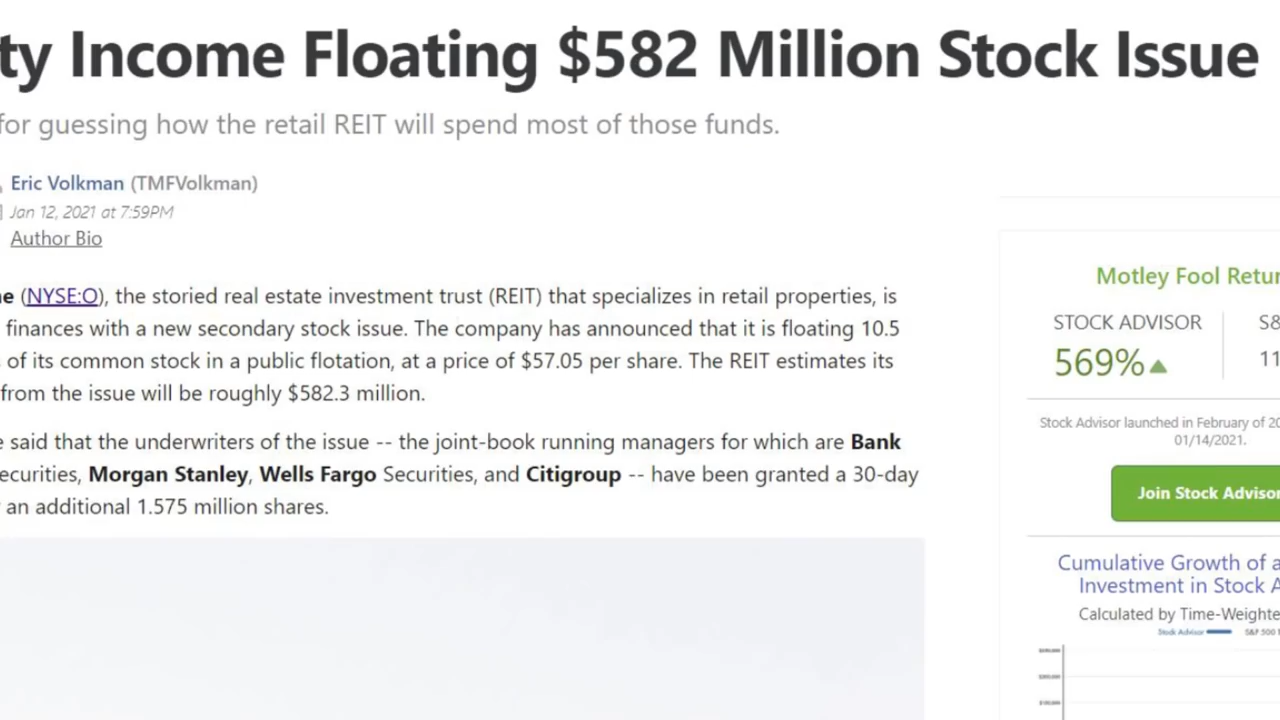 ty Income Floating $582 Million Stock Issue
for guessing how the retail REIT will spend most of those funds.
Eric Volkman (TMFVolkman)
Jan 12, 2021 at 7:59PM
Author Bio
e (NYSE:O), the storied real estate investment trust (REIT) that specializes in retail properties, is
finances with a new secondary stock issue. The company has announced that it is floating 10.5
of its common stock in a public flotation, at a price of $57.05 per share. The REIT estimates its
from the issue will be roughly $582.3 million.
e said that the underwriters of the issue -- the joint-book running managers for which are Bank
ecurities, Morgan Stanley, Wells Fargo Securities, and Citigroup -- have been granted a 30-day
an additional 1.575 million shares.
Motley Fool Retur
STOCK ADVISOR
S&
569%
11
Stock Advisor launched in February of 20
01/14/2021.
Join Stock Advisor
Cumulative Growth of a
Investment in Stock A
Calculated by Time-Weighte
Stock Advisor
S&P 500